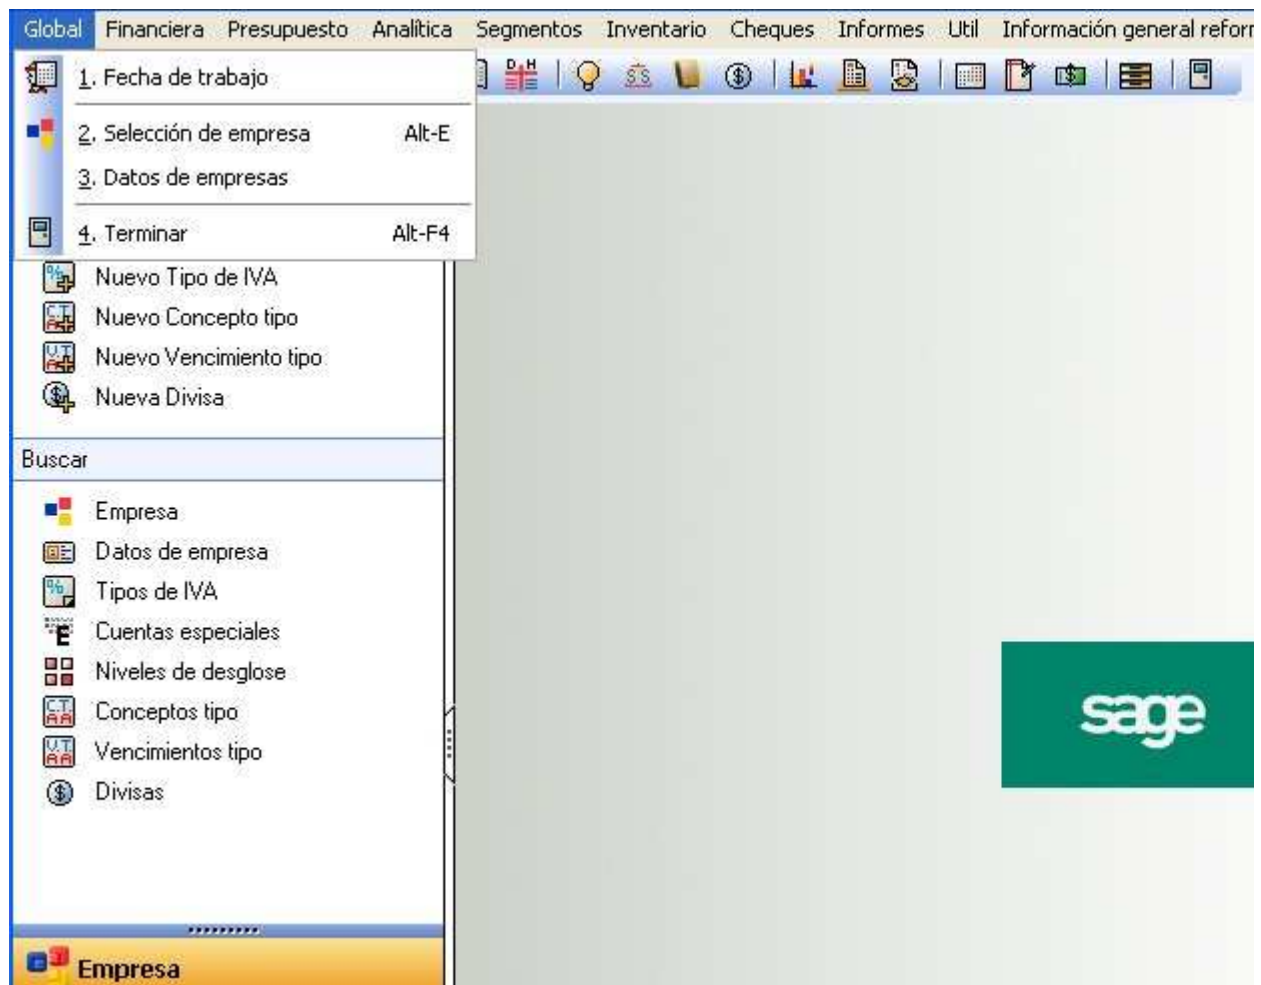 Global Financiera Presupuesto Analítica Segmentos Inventario Cheques Informes Util Información general refor
1. Fecha de trabajo
2. Selección de empresa Alt-E
3. Datos de empresas
4. Terminar Alt-F4
Nuevo Tipo de IVA
Nuevo Concepto tipo
Nuevo Vencimiento tipo
Nueva Divisa
Buscar
Empresa
Datos de empresa
Tipos de IVA
Cuentas especiales
Niveles de desglose
Conceptos tipo
Vencimientos tipo
Divisas
sage
Empresa